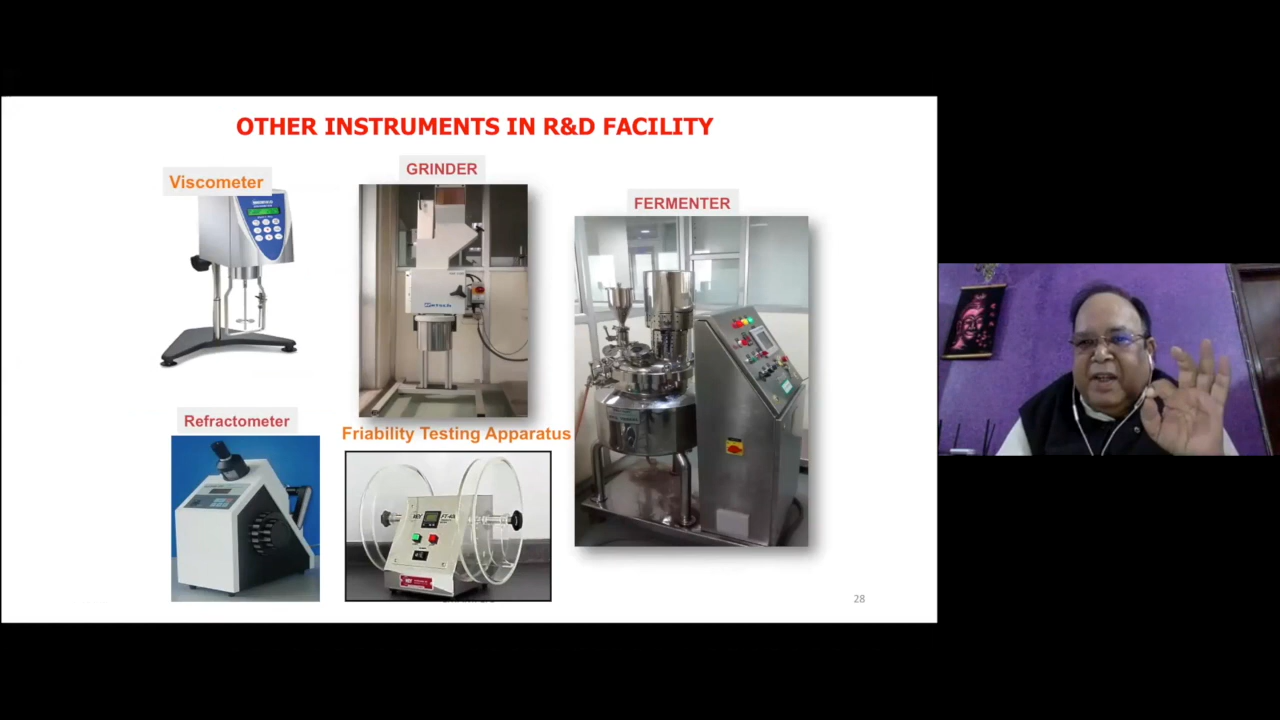 OTHER INSTRUMENTS IN R&D FACILITY
Viscometer
GRINDER
FERMENTER
Refractometer
Friability Testing Apparatus
28